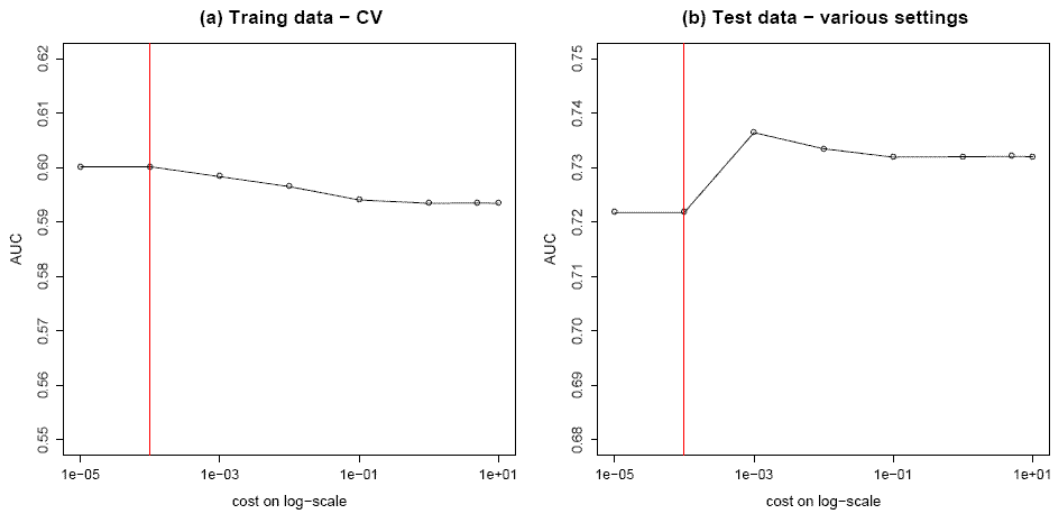 (a) Traing data − CV
AUC
0.62
0.61
0.60
0.59
0.58
0.57
0.56
0.55
1e−05 1e−03 1e−01 1e+01
cost on log−scale
(b) Test data − various settings
AUC
0.75
0.74
0.73
0.72
0.71
0.70
0.69
0.68
1e−05 1e−03 1e−01 1e+01
cost on log−scale